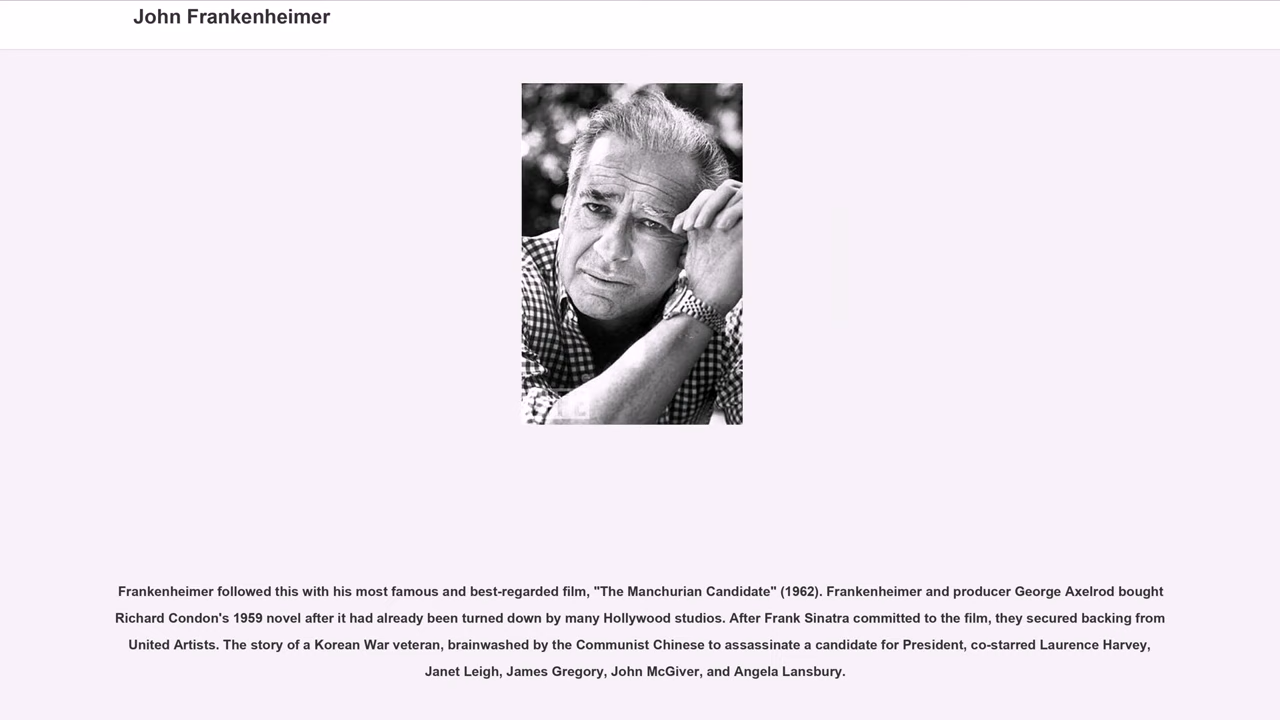 John Frankenheimer
Frankenheimer followed this with his most famous and best-regarded film, "The Manchurian Candidate" (1962). Frankenheimer and producer George Axelrod bought
Richard Condon's 1959 novel after it had already been turned down by many Hollywood studios. After Frank Sinatra committed to the film, they secured backing from
United Artists. The story of a Korean War veteran, brainwashed by the Communist Chinese to assassinate a candidate for President, co-starred Laurence Harvey,
Janet Leigh, James Gregory, John McGiver, and Angela Lansbury.